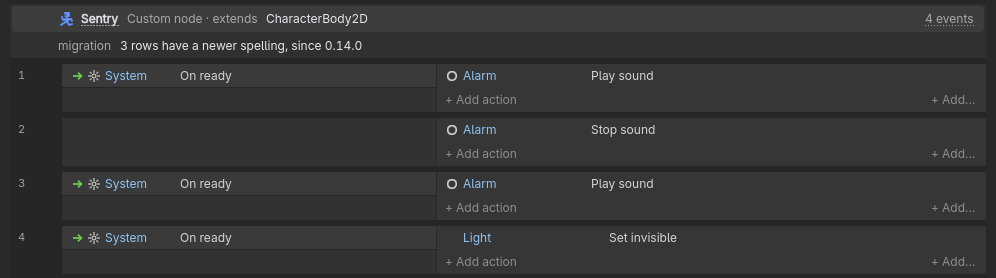 Sentry Custom node · extends CharacterBody2D 4 events
migration 3 rows have a newer spelling, since 0.14.0
1 System On ready Alarm Play sound
+ Add action + Add...
2 Alarm Stop sound
+ Add action + Add...
3 System On ready Alarm Play sound
+ Add action + Add...
4 System On ready Light Set invisible
+ Add action + Add...